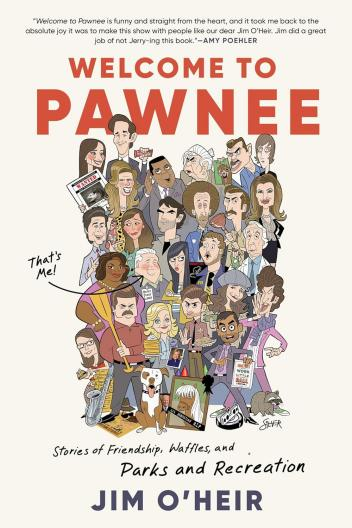 "Welcome to Pawnee is funny and straight from the heart, and it took me back to the
absolute joy it was to make this show with people like our dear Jim O'Heir. Jim did a great
job of not Jerry-ing this book."—AMY POEHLER
WELCOME TO
PAWNEE
WANTED
That's
Me!
Stories of Friendship, Waffles, and
Parks and Recreation
JIM O'HEIR